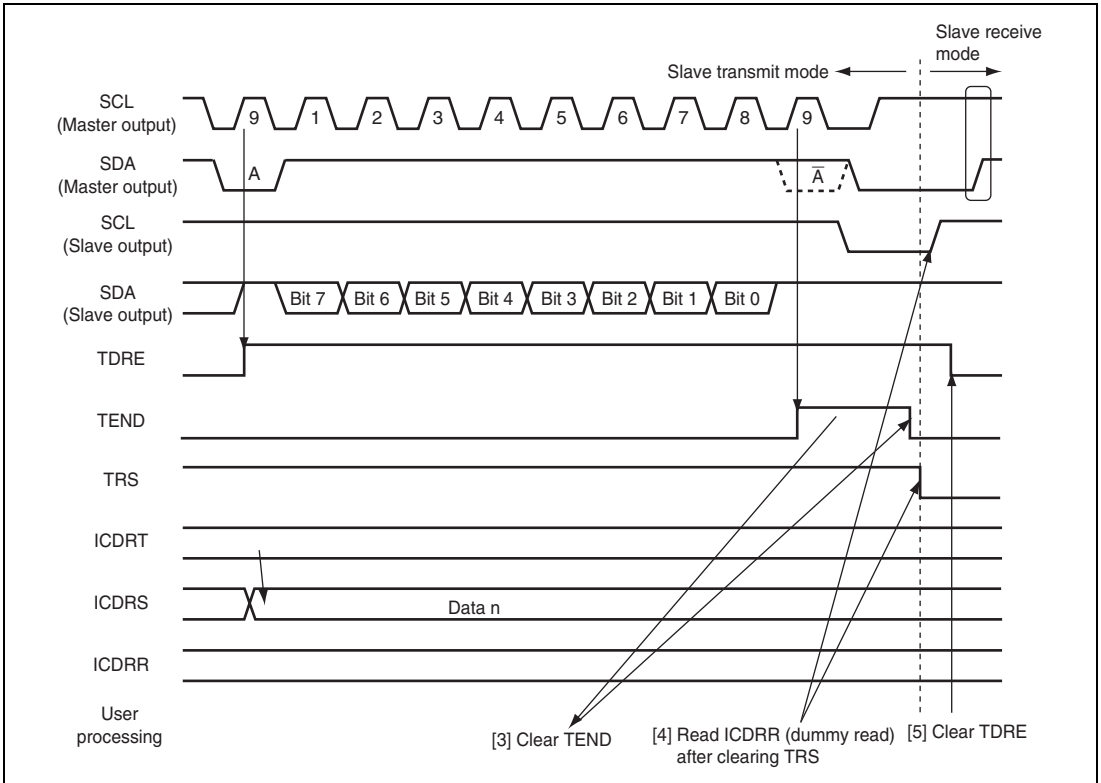 Slave receive
mode
Slave transmit mode
SCL
(Master output)
9 1 2 3 4 5 6 7 8 9
SDA
(Master output)
A A̅
SCL
(Slave output)
SDA
(Slave output)
Bit 7 Bit 6 Bit 5 Bit 4 Bit 3 Bit 2 Bit 1 Bit 0
TDRE
TEND
TRS
ICDRT
ICDRS
Data n
ICDRR
User
processing
[3] Clear TEND
[4] Read ICDRR (dummy read)
after clearing TRS
[5] Clear TDRE